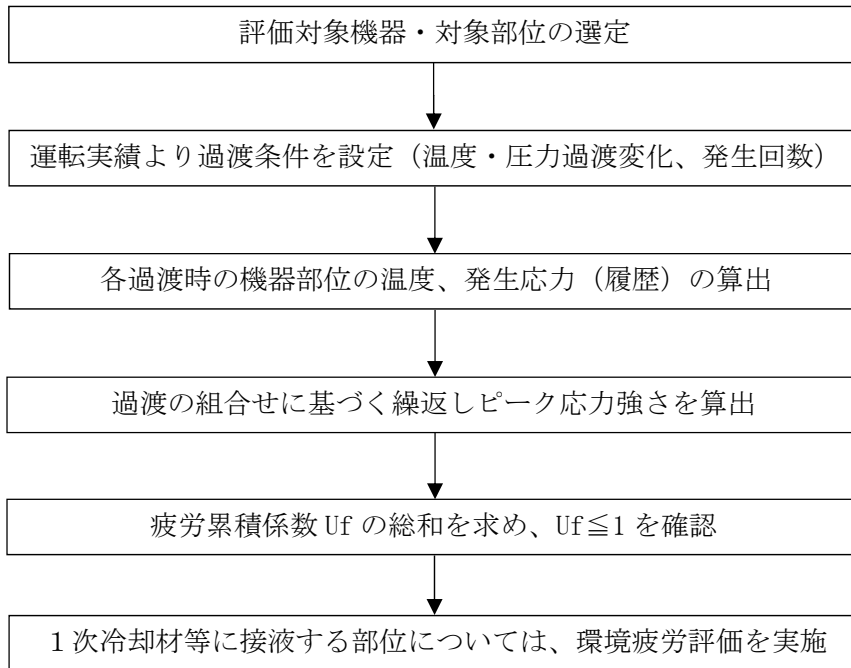 評価対象機器・対象部位の選定
運転実績より過渡条件を設定（温度・圧力過渡変化、発生回数）
各過渡時の機器部位の温度、発生応力（履歴）の算出
過渡の組合せに基づく繰返しピーク応力強さを算出
疲労累積係数 Uf の総和を求め、Uf≦1 を確認
１次冷却材等に接液する部位については、環境疲労評価を実施